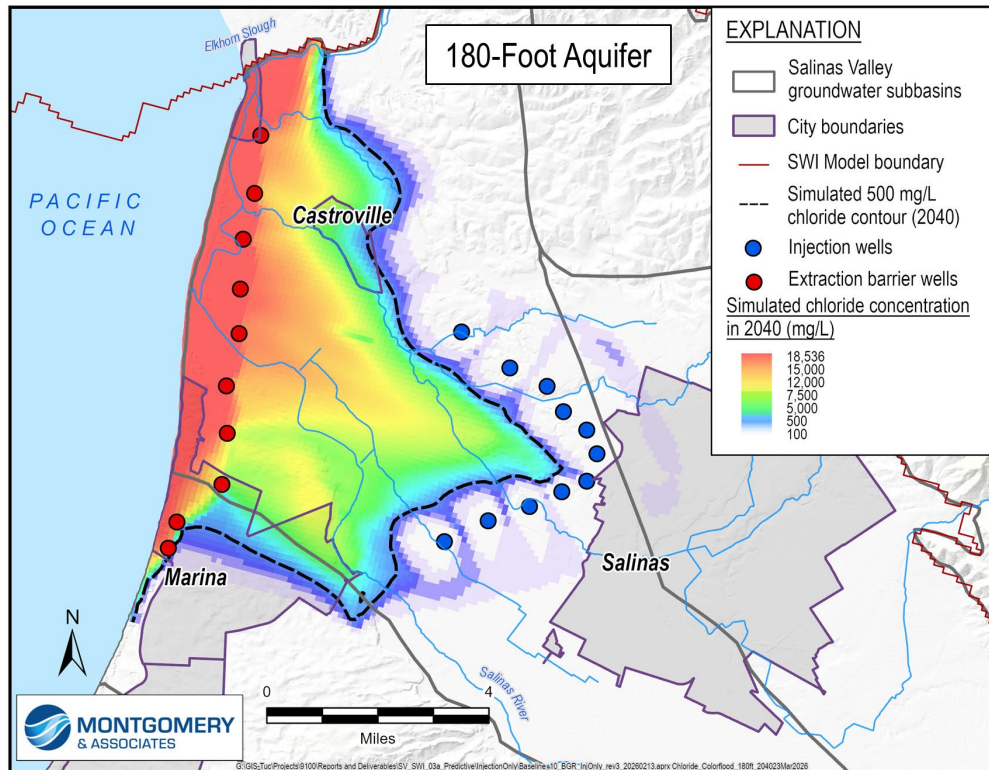 180-Foot Aquifer
Elkhorn Slough
PACIFIC
OCEAN
Castroville
Marina
Salinas
Salinas
River
N
0
4
Miles
MONTGOMERY
& ASSOCIATES
EXPLANATION
Salinas Valley
groundwater subbasins
City boundaries
SWI Model boundary
Simulated 500 mg/L
chloride contour (2040)
Injection wells
Extraction barrier wells
Simulated chloride concentration
in 2040 (mg/L)
18,536
15,000
12,000
7,500
5,000
500
100